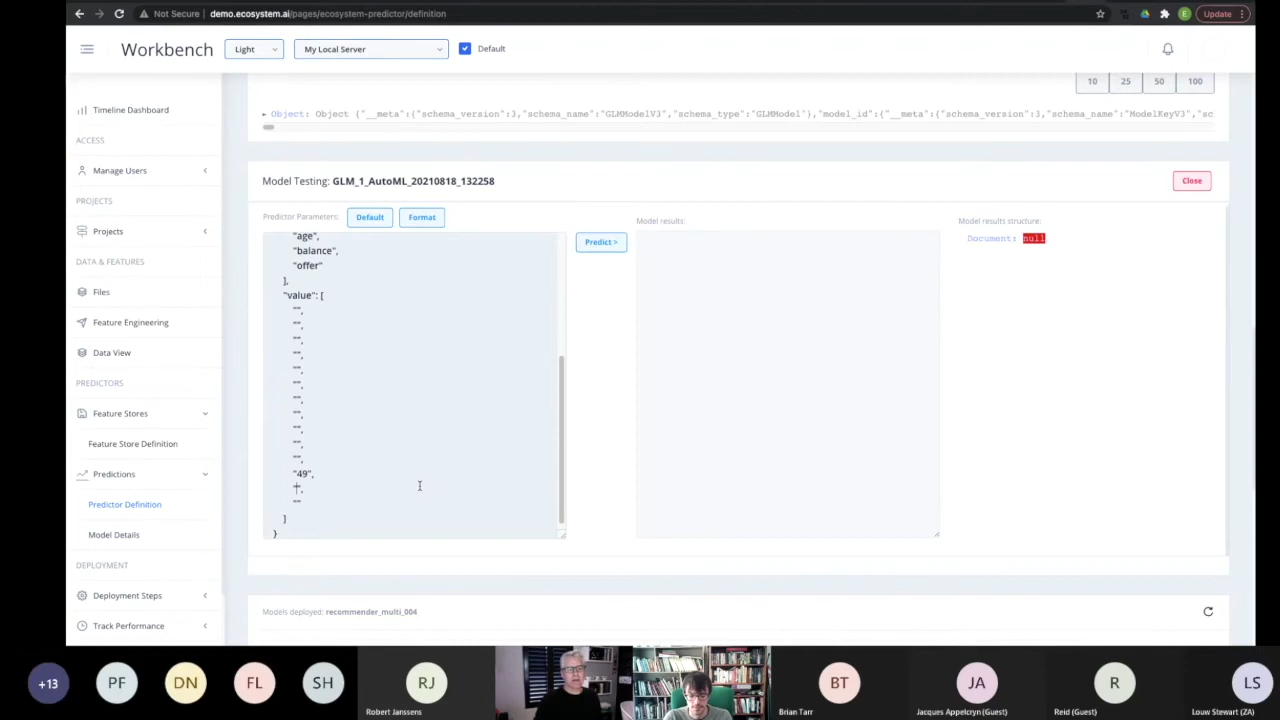 Not Secure | demo.ecosystem.ai/pages/ecosystem-predictor/definition
E
Update
Workbench
Light
My Local Server
Default
10 25 50 100
Object: Object {"__meta":{"schema_version":3,"schema_name":"GLMModelV3","schema_type":"GLMModel"},"model_id":{"__meta":{"schema_version":3,"schema_name":"ModelKeyV3","sc
Timeline Dashboard
ACCESS
Manage Users
PROJECTS
Projects
DATA & FEATURES
Files
Feature Engineering
Data View
PREDICTORS
Feature Stores
Feature Store Definition
Predictions
Predictor Definition
Model Details
DEPLOYMENT
Deployment Steps
Track Performance
Model Testing: GLM_1_AutoML_20210818_132258
Close
Predictor Parameters:
Default
Format
"age",
"balance",
"offer"
],
"value": [
"",
"",
"",
"",
"",
"",
"",
"",
"",
"",
"",
"49",
"",
""
]
}
Predict >
Model results:
Model results structure:
Document: null
Models deployed: recommender_multi_004
+13
PF
DN
FL
SH
RJ
Robert Janssens
BT
Brian Tarr
JA
Jacques Appelcryn (Guest)
R
Reid (Guest)
LS
Louw Stewart (ZA)